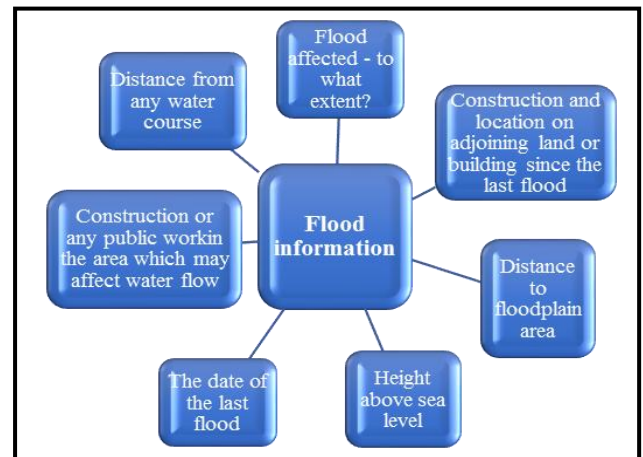 Flood
affected - to
what
extent?
Distance from
any water
course
Construction and
location on
adjoining land or
building since the
last flood
Construction or
any public workin
the area which may
affect water flow
Flood
information
Distance
to
floodplain
area
The date of
the last
flood
Height
above sea
level